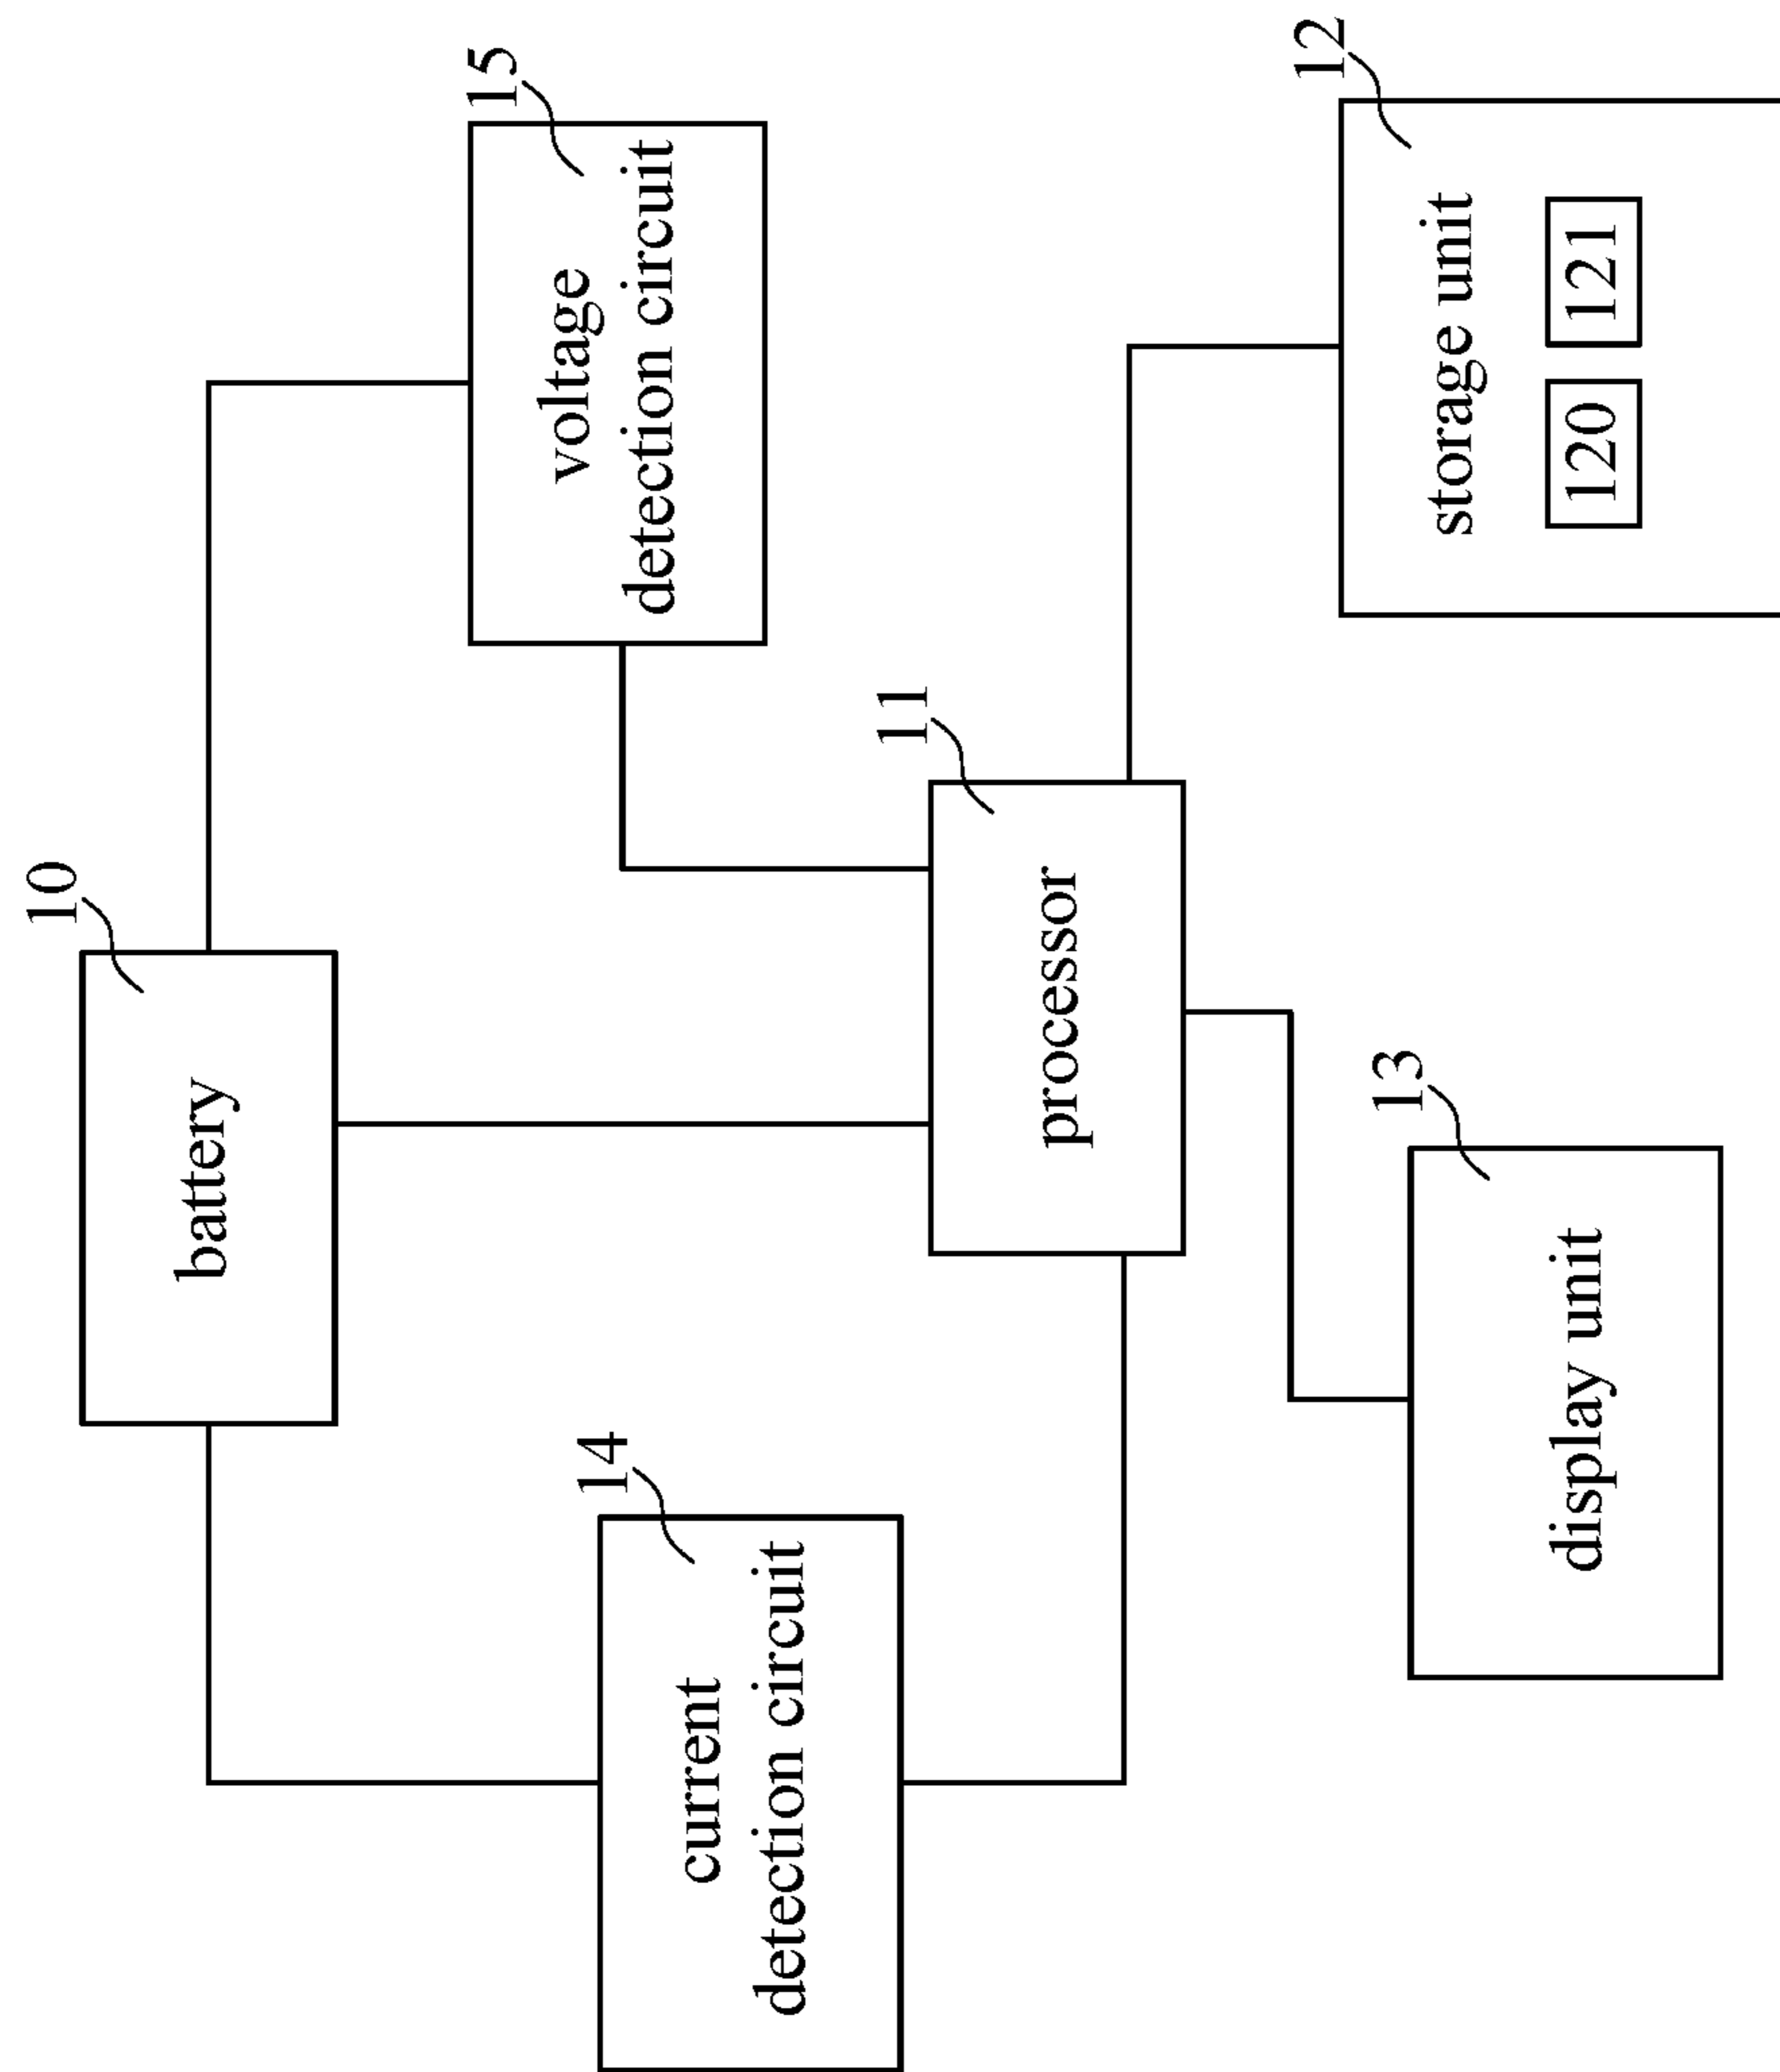 10
battery
15
voltage
detection circuit
14
current
detection circuit
11
processor
12
storage unit
120 121
13
display unit